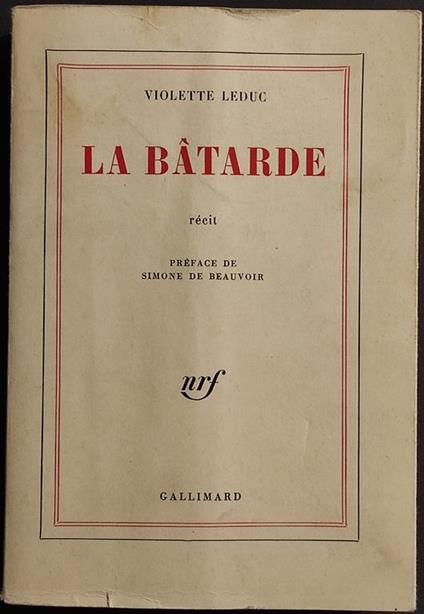 VIOLETTE LEDUC
LA BÂTARDE
récit
PRÉFACE DE
SIMONE DE BEAUVOIR
nrf
GALLIMARD